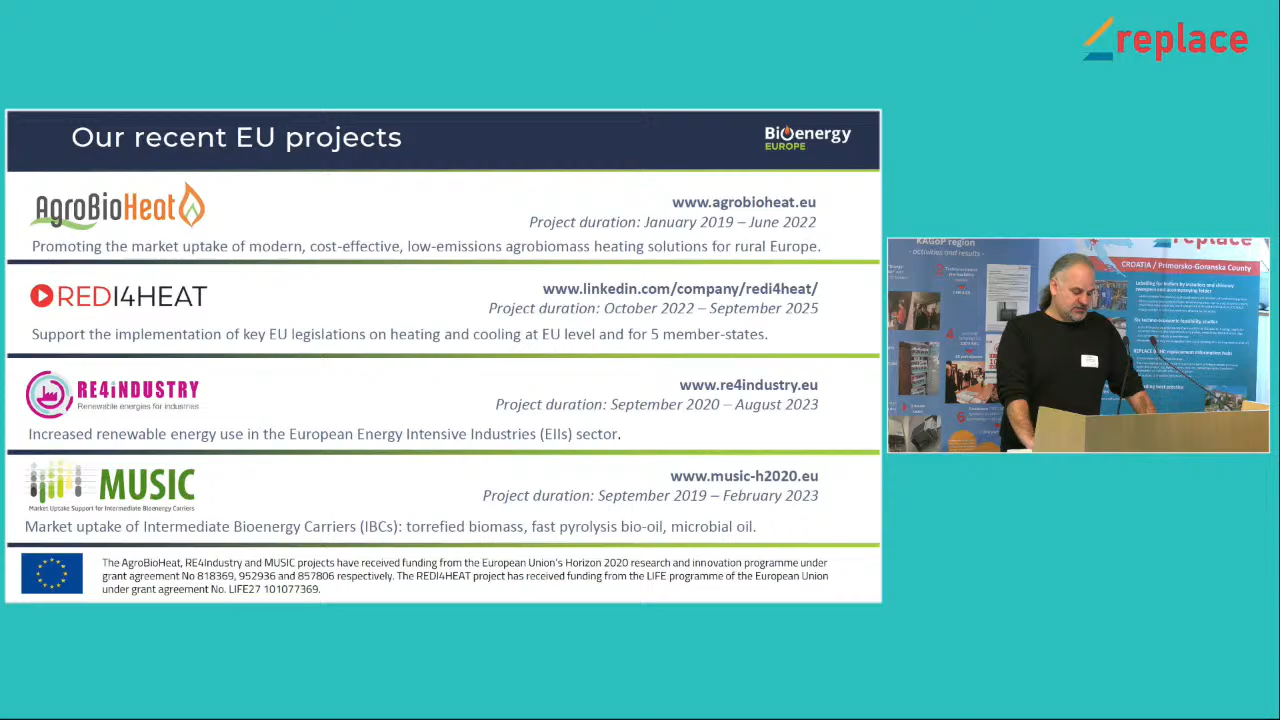 replace
Our recent EU projects
Bioenergy
EUROPE
AgroBioHeat
www.agrobioheat.eu
Project duration: January 2019 – June 2022
Promoting the market uptake of modern, cost-effective, low-emissions agrobiomass heating solutions for rural Europe.
REDI4HEAT
www.linkedin.com/company/redi4heat/
Project duration: October 2022 – September 2025
Support the implementation of key EU legislations on heating and cooling at EU level and for 5 member states.
RE4INDUSTRY
Renewable energies for industries
www.re4industry.eu
Project duration: September 2020 – August 2023
Increased renewable energy use in the European Energy Intensive Industries (EIIs) sector.
MUSIC
Market Uptake Support for Intermediate Bioenergy Carriers
www.music-h2020.eu
Project duration: September 2019 – February 2023
Market uptake of Intermediate Bioenergy Carriers (IBCs): torrefied biomass, fast pyrolysis bio-oil, microbial oil.
The AgroBioHeat, RE4Industry and MUSIC projects have received funding from the European Union's Horizon 2020 research and innovation programme under
grant agreement No 818369, 952936 and 857806 respectively. The REDI4HEAT project has received funding from the LIFE programme of the European Union
under grant agreement No. LIFE27 101077369.
KAGoP region
- activities and results -
replace
CROATIA / Primorsko-Goranska County